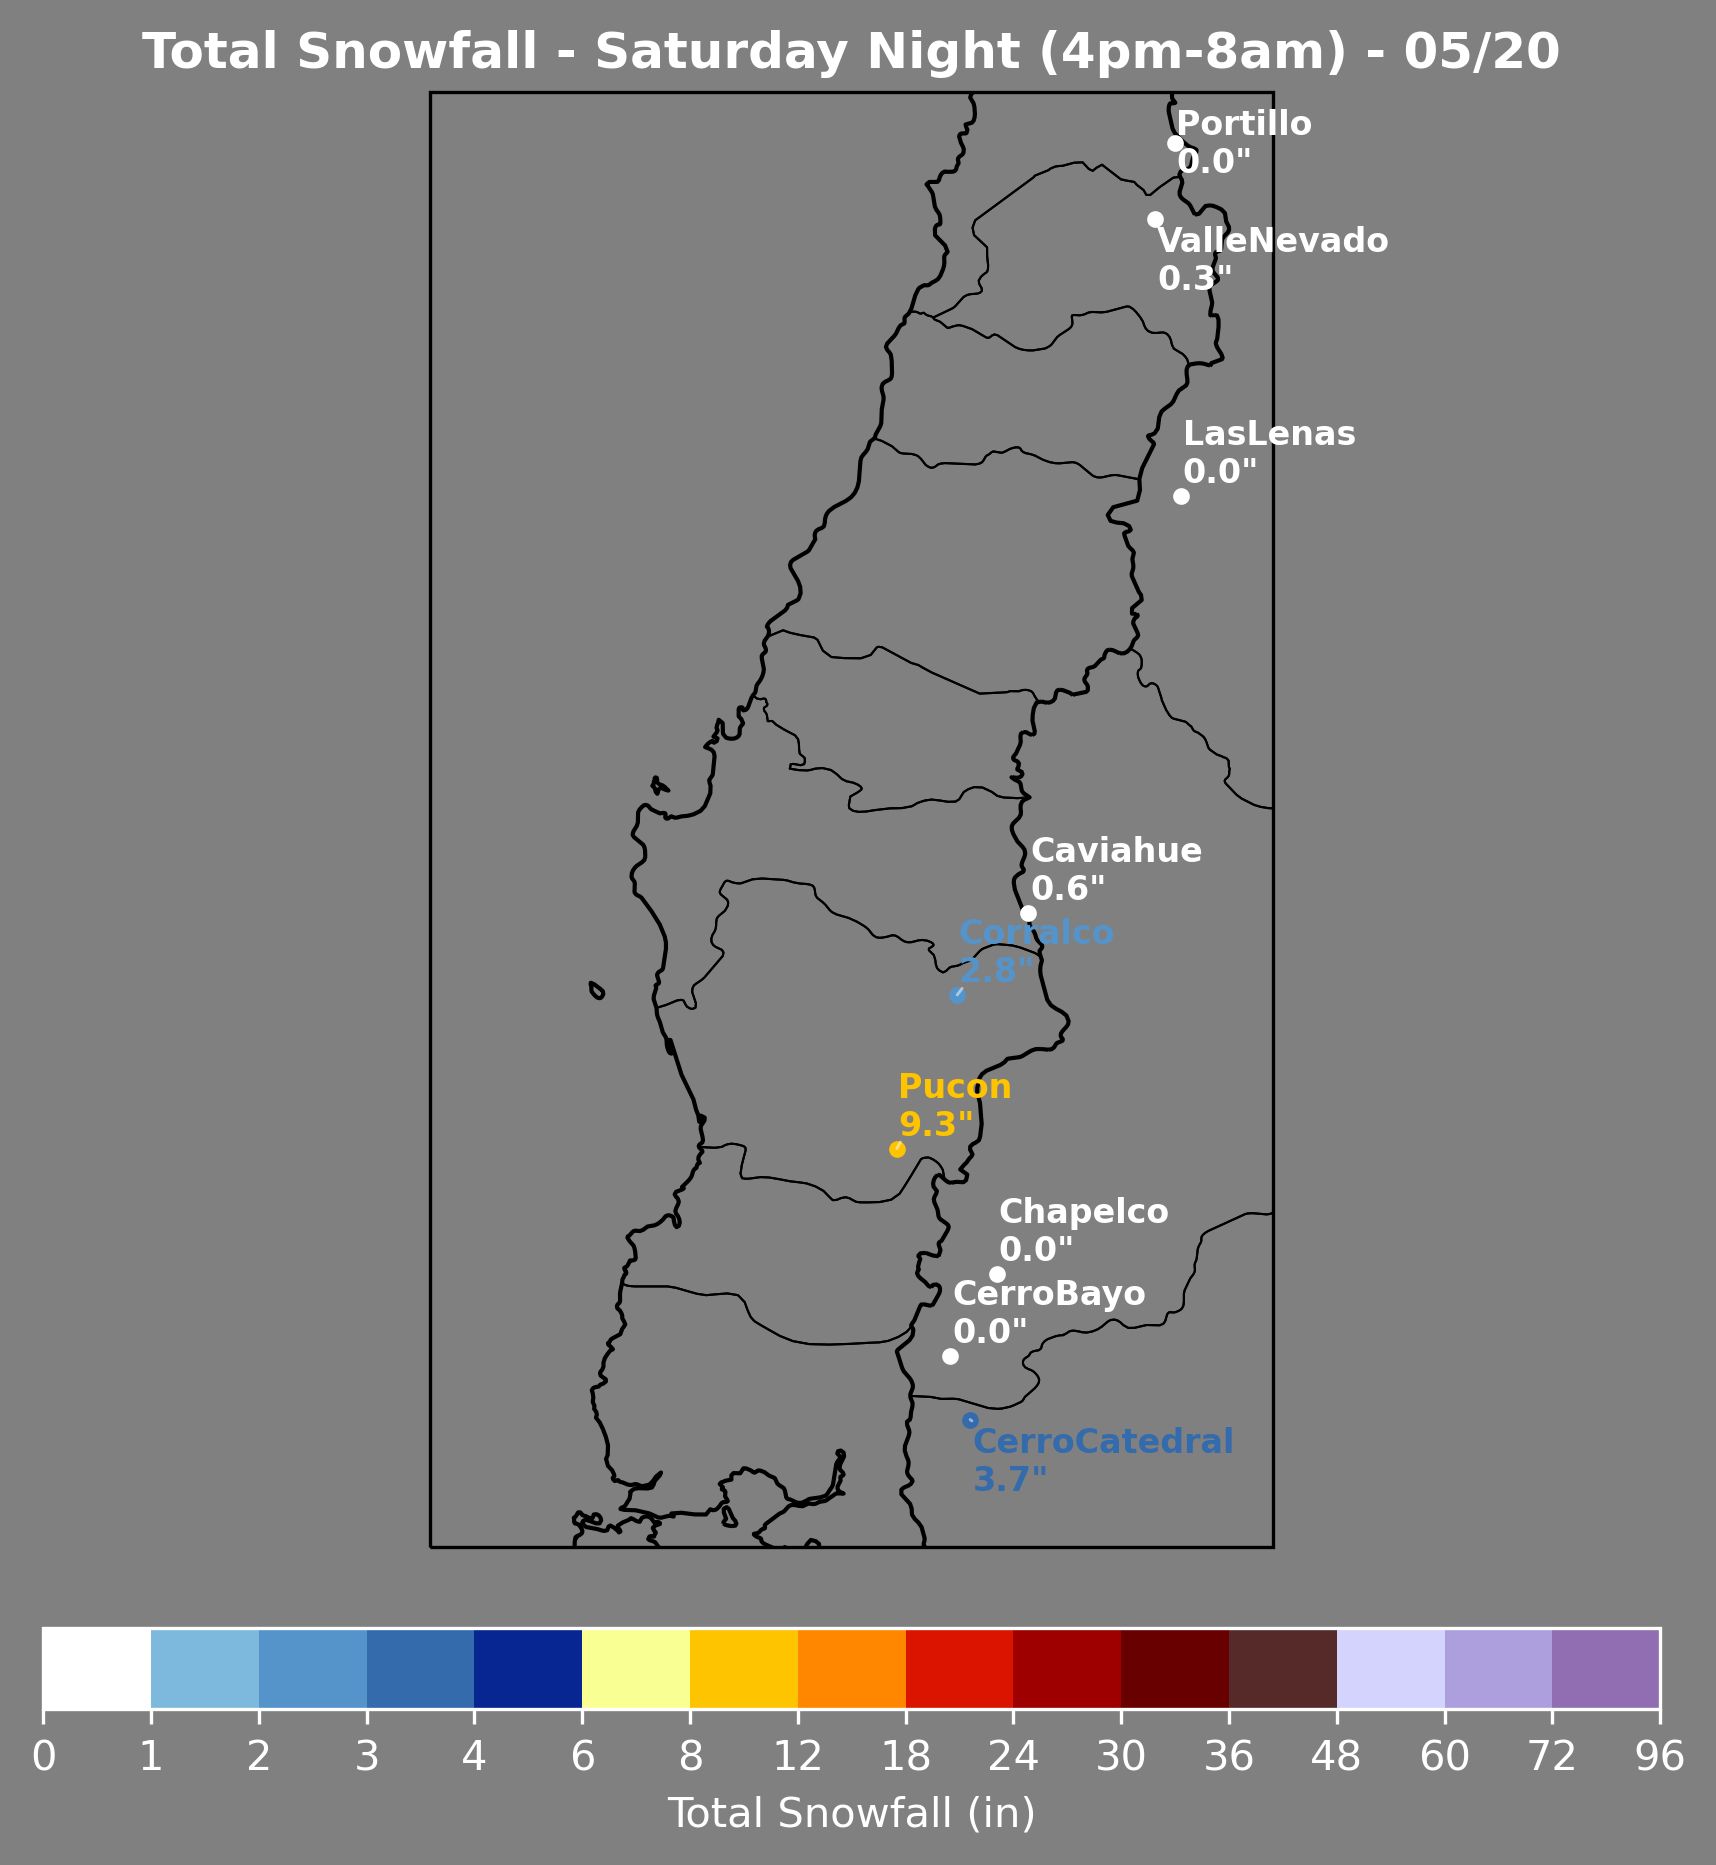 Total Snowfall - Saturday Night (4pm-8am) - 05/20
Portillo
0.0"
ValleNevado
0.3"
LasLenas
0.0"
Caviahue
0.6"
Corralco
2.8"
Pucon
9.3"
Chapelco
0.0"
CerroBayo
0.0"
CerroCatedral
3.7"
0 1 2 3 4 6 8 12 18 24 30 36 48 60 72 96
Total Snowfall (in)